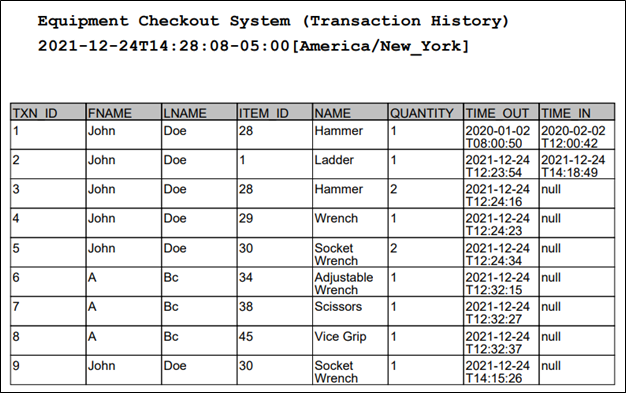 Equipment Checkout System (Transaction History)
2021-12-24T14:28:08-05:00[America/New_York]
TXN_ID FNAME LNAME ITEM_ID NAME QUANTITY TIME_OUT TIME_IN
1 John Doe 28 Hammer 1 2020-01-02 2020-02-02
T08:00:50 T12:00:42
2 John Doe 1 Ladder 1 2021-12-24 2021-12-24
T12:23:54 T14:18:49
3 John Doe 28 Hammer 2 2021-12-24 null
T12:24:16
4 John Doe 29 Wrench 1 2021-12-24 null
T12:24:23
5 John Doe 30 Socket 2 2021-12-24 null
Wrench T12:24:34
6 A Bc 34 Adjustable 1 2021-12-24 null
Wrench T12:32:15
7 A Bc 38 Scissors 1 2021-12-24 null
T12:32:27
8 A Bc 45 Vice Grip 1 2021-12-24 null
T12:32:37
9 John Doe 30 Socket 1 2021-12-24 null
Wrench T14:15:26